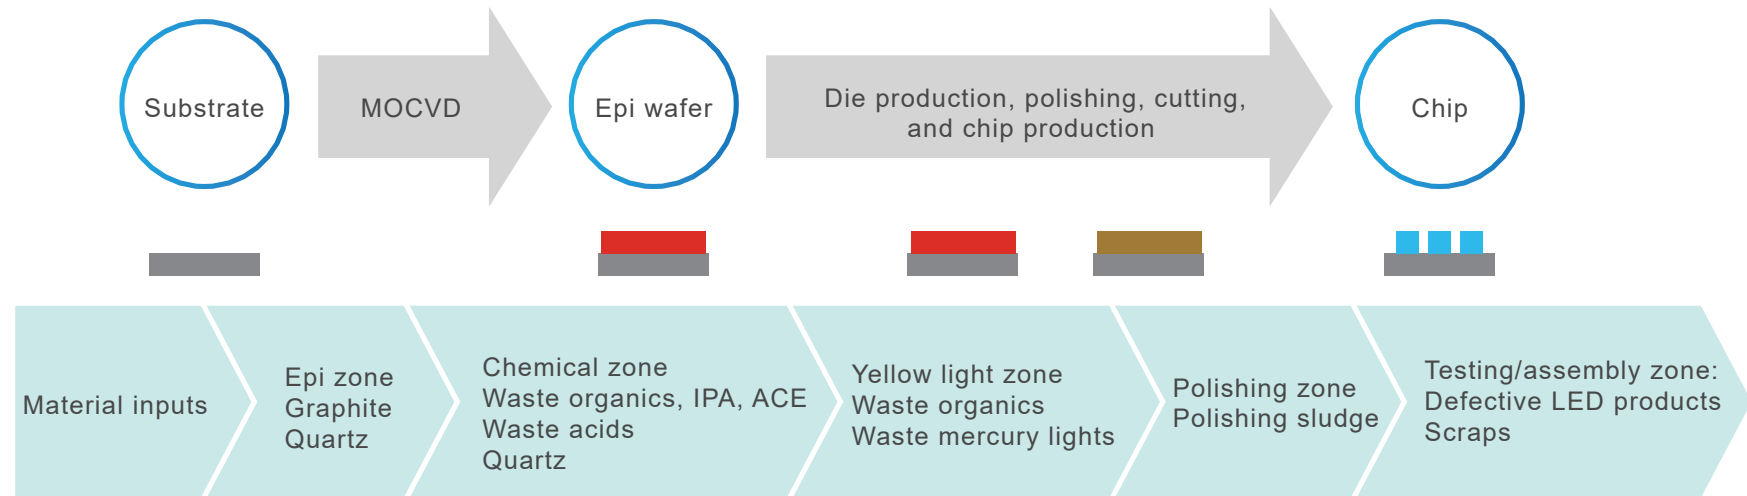 Substrate
MOCVD
Epi wafer
Die production, polishing, cutting,
and chip production
Chip
Material inputs
Epi zone
Graphite
Quartz
Chemical zone
Waste organics, IPA, ACE
Waste acids
Quartz
Yellow light zone
Waste organics
Waste mercury lights
Polishing zone
Polishing sludge
Testing/assembly zone:
Defective LED products
Scraps